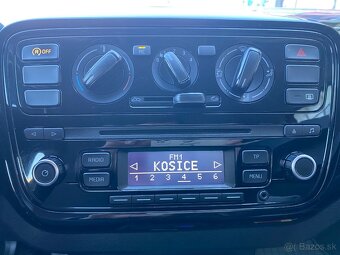 OFF
RADIO
MEDIA
FM1
KOSICE
1 2 3 4 5 6
TP
MENU
© Bazos.sk